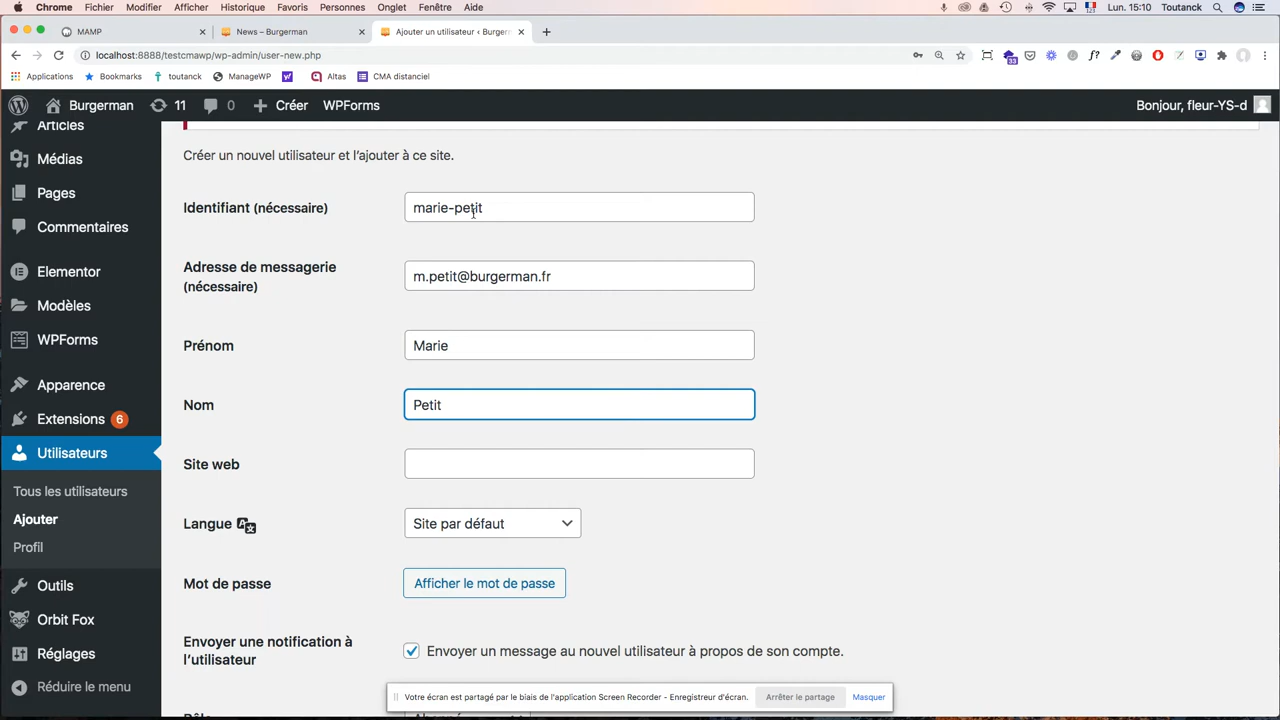 Chrome Fichier Modifier Afficher Historique Favoris Personnes Onglet Fenêtre Aide Lun. 15:10 Toutanck
MAMP × News – Burgerman × Ajouter un utilisateur ‹ Burger × +
localhost:8888/testcmawp/wp-admin/user-new.php
Applications Bookmarks toutanck ManageWP Altas CMA distanciel
Burgerman 11 0 + Créer WPForms Bonjour, fleur-YS-d
Articles
Médias
Pages
Commentaires
Elementor
Modèles
WPForms
Apparence
Extensions 6
Utilisateurs
Tous les utilisateurs
Ajouter
Profil
Outils
Orbit Fox
Réglages
Réduire le menu
Créer un nouvel utilisateur et l’ajouter à ce site.
Identifiant (nécessaire) marie-petit
Adresse de messagerie
(nécessaire)
m.petit@burgerman.fr
Prénom Marie
Nom Petit
Site web
Langue Site par défaut
Mot de passe Afficher le mot de passe
Envoyer une notification à
l’utilisateur
Envoyer un message au nouvel utilisateur à propos de son compte.
Votre écran est partagé par le biais de l'application Screen Recorder - Enregistreur d'écran. Arrêter le partage Masquer